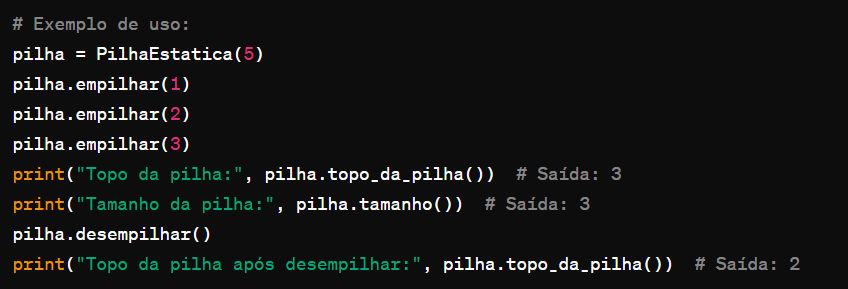 # Exemplo de uso:
pilha = PilhaEstatica(5)
pilha.empilhar(1)
pilha.empilhar(2)
pilha.empilhar(3)
print("Topo da pilha:", pilha.topo_da_pilha())  # Saída: 3
print("Tamanho da pilha:", pilha.tamanho())  # Saída: 3
pilha.desempilhar()
print("Topo da pilha após desempilhar:", pilha.topo_da_pilha())  # Saída: 2